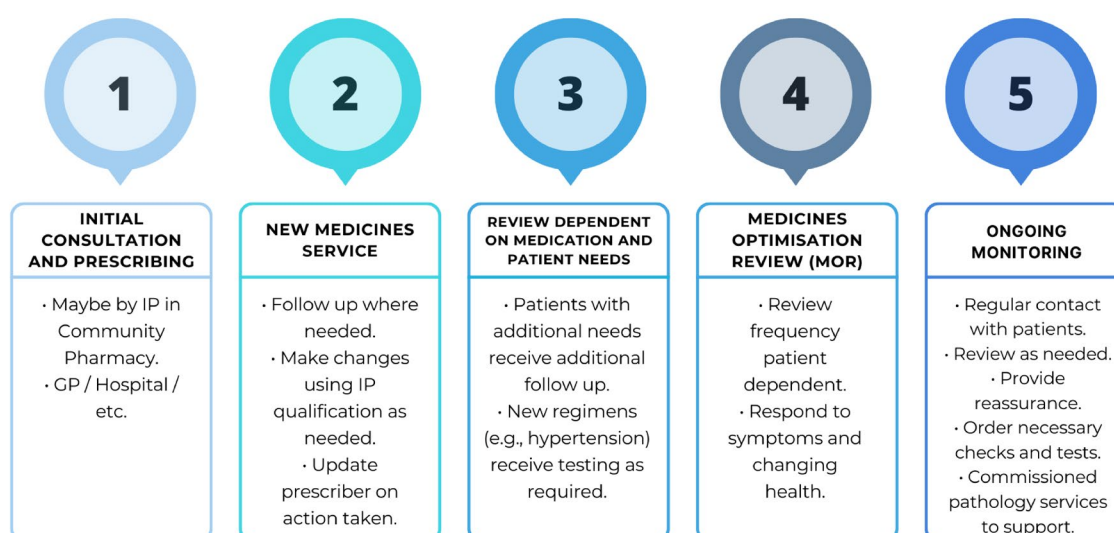 1
INITIAL
CONSULTATION
AND PRESCRIBING
· Maybe by IP in
Community
Pharmacy.
· GP / Hospital /
etc.
2
NEW MEDICINES
SERVICE
· Follow up where
needed.
· Make changes
using IP
qualification as
needed.
· Update
prescriber on
action taken.
3
REVIEW DEPENDENT
ON MEDICATION AND
PATIENT NEEDS
· Patients with
additional needs
receive additional
follow up.
· New regimens
(e.g., hypertension)
receive testing as
required.
4
MEDICINES
OPTIMISATION
REVIEW (MOR)
· Review
frequency
patient
dependent.
· Respond to
symptoms and
changing
health.
5
ONGOING
MONITORING
· Regular contact
with patients.
· Review as needed.
· Provide
reassurance.
· Order necessary
checks and tests.
· Commissioned
pathology services
to support.